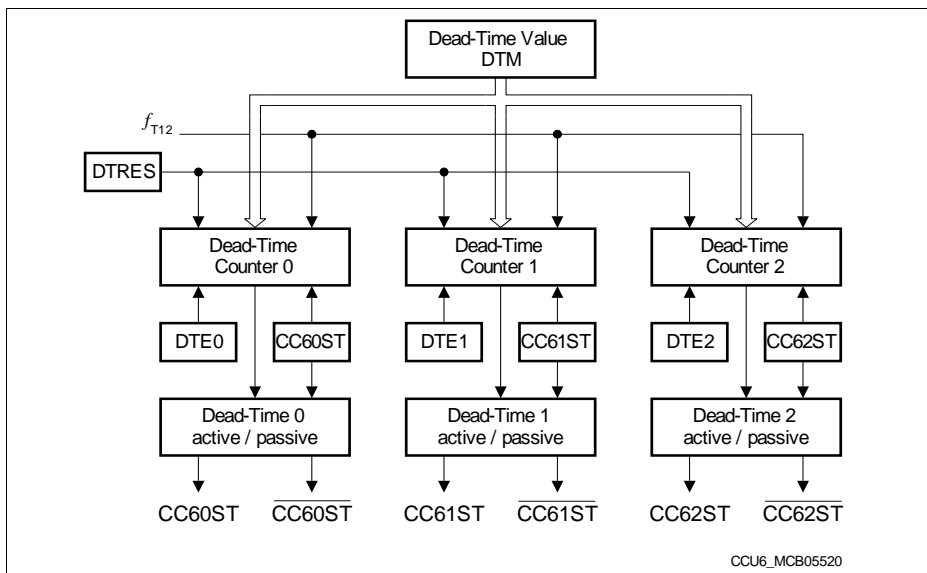 Dead-Time Value
DTM
fT12
DTRES
Dead-Time
Counter 0
Dead-Time
Counter 1
Dead-Time
Counter 2
DTE0
CC60ST
DTE1
CC61ST
DTE2
CC62ST
Dead-Time 0
active / passive
Dead-Time 1
active / passive
Dead-Time 2
active / passive
CC60ST
CC60ST
CC61ST
CC61ST
CC62ST
CC62ST
CCU6_MCB05520